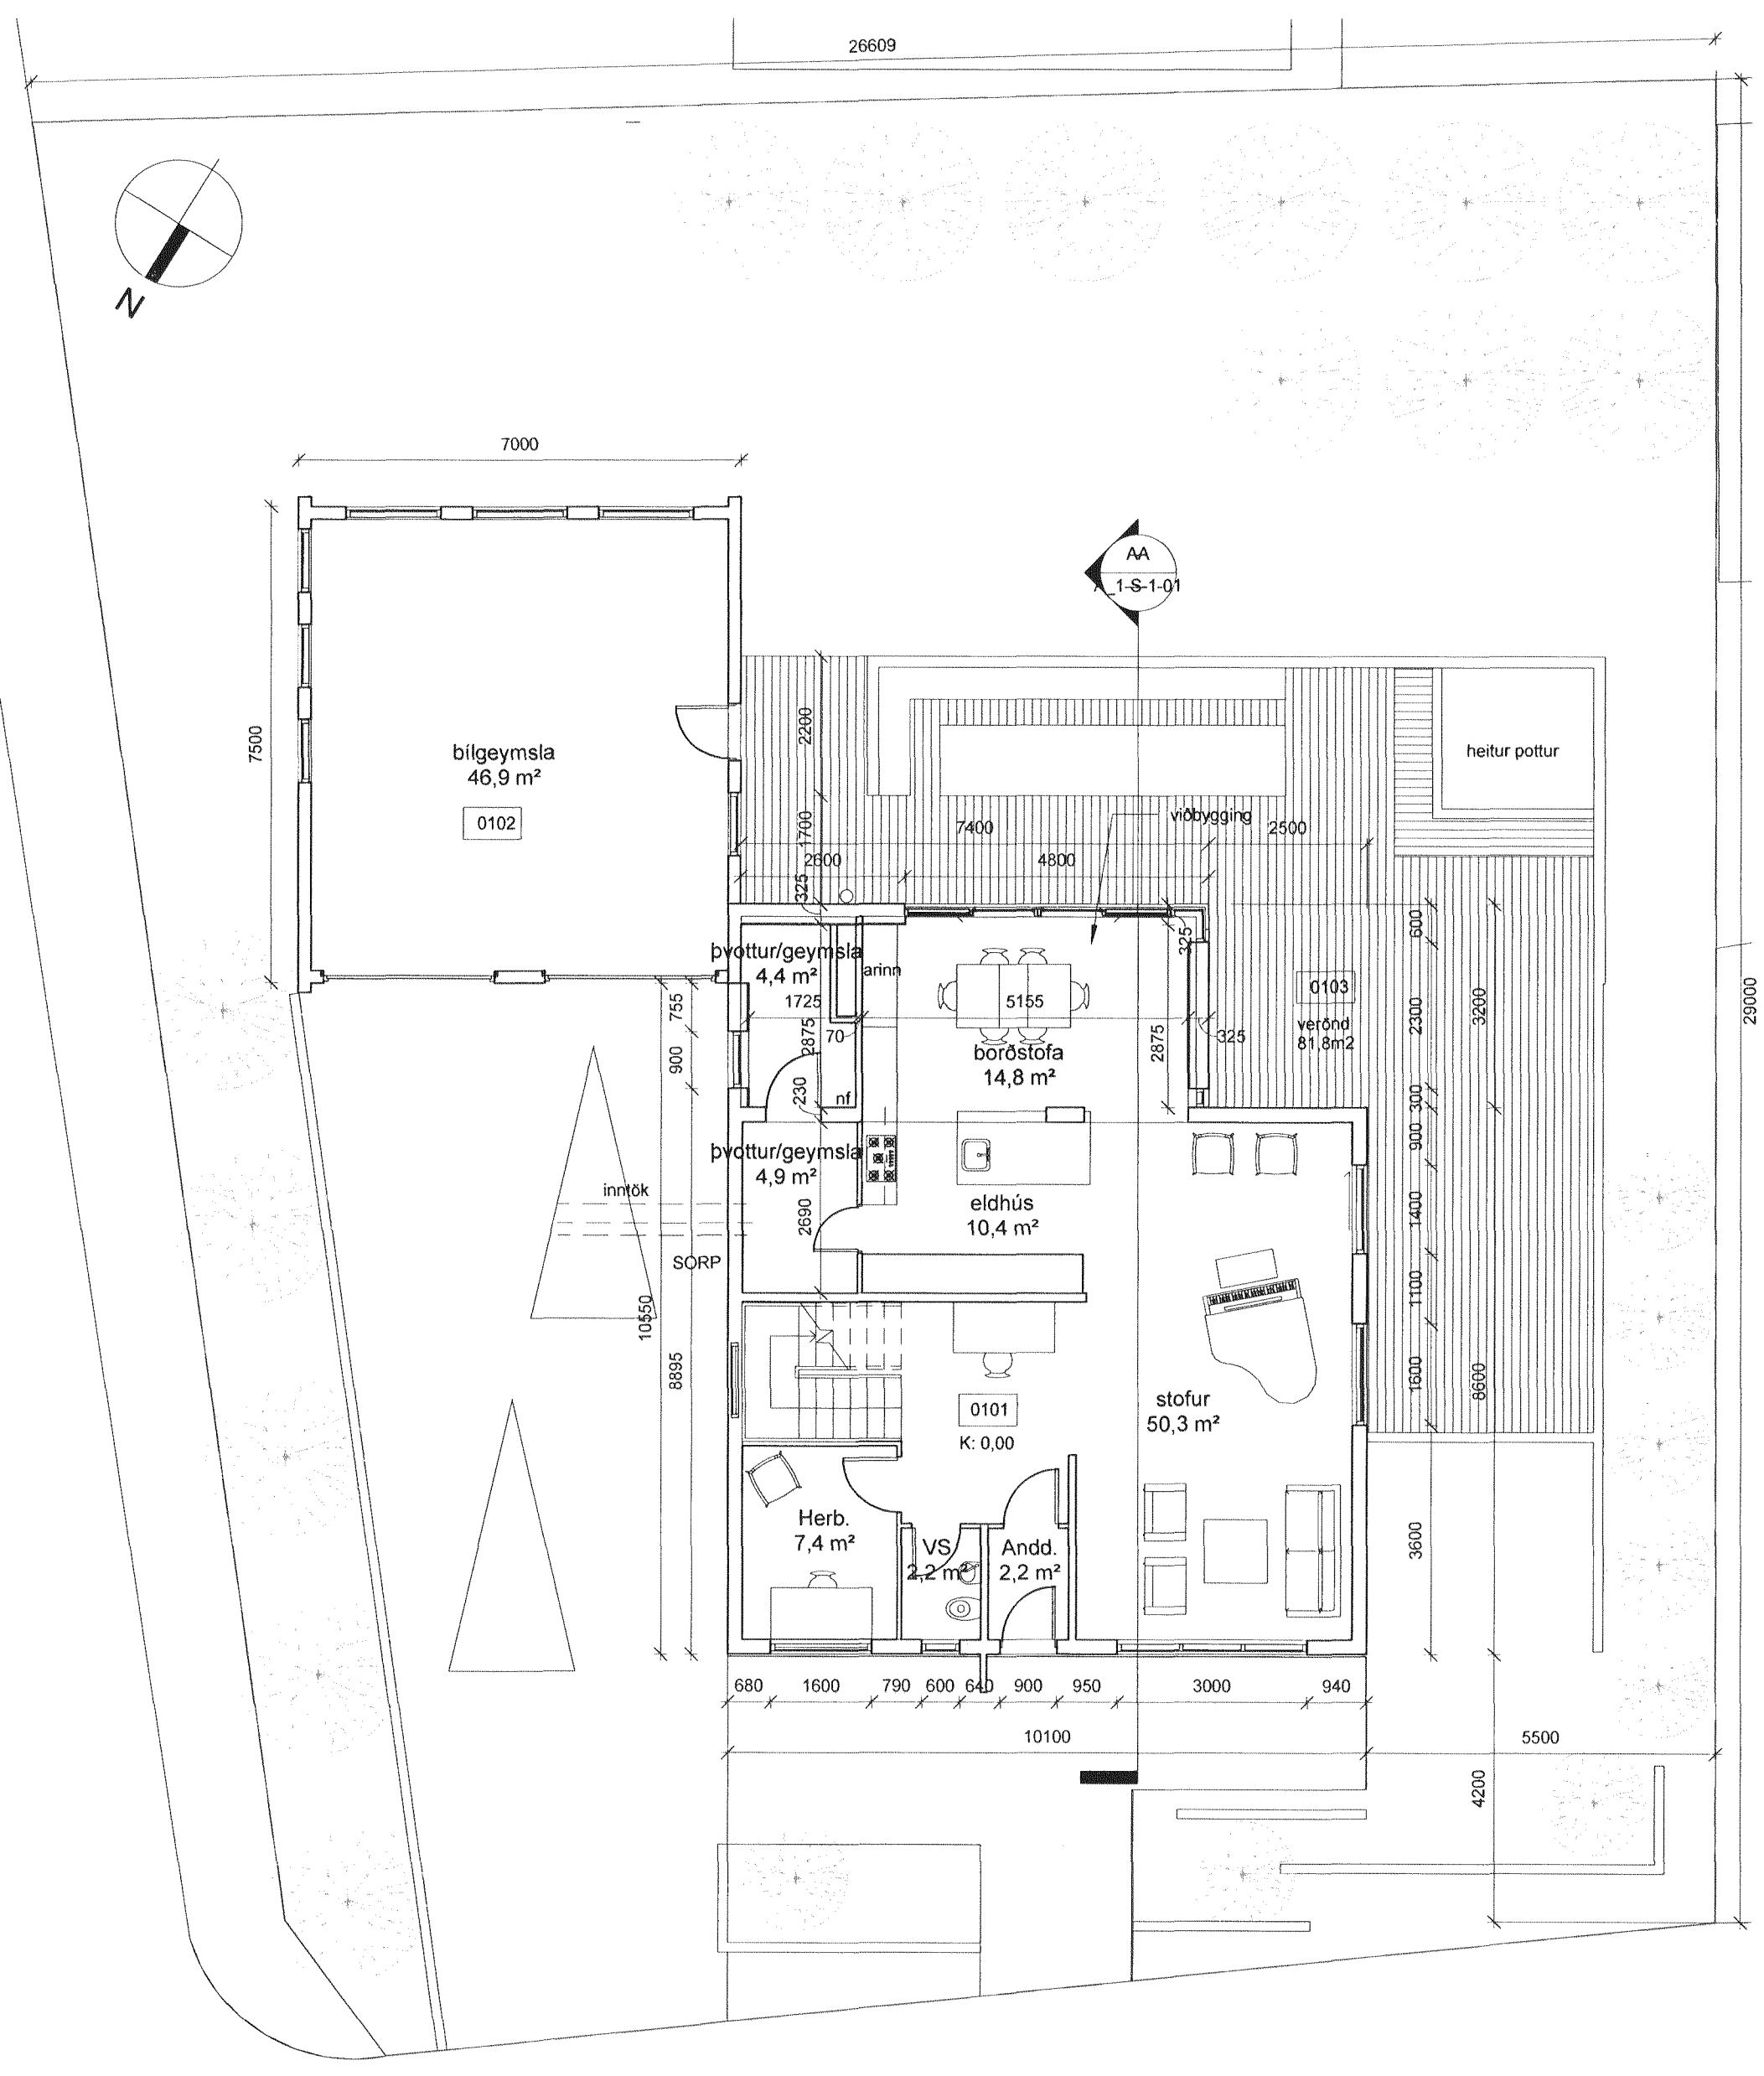 26609
N
7000
AA
A_1-S-1-01
7500
2200
bílgeymsla
46,9 m²
0102
heitur pottur
viðbygging
1700
7400
2500
2600
4800
325
600
þvottur/geymsla
4,4 m²
arinn
325
0103
verönd
81,8m2
755
1725
5155
2300
3200
29000
70
2875
325
900
borðstofa
14,8 m²
2875
230
nf
300
900
þvottur/geymsla
4,9 m²
inntök
eldhús
10,4 m²
2690
1400
SORP
10550
1100
8895
1600
8600
stofur
50,3 m²
0101
K: 0,00
Herb.
7,4 m²
VS
2,2 m²
Andd.
2,2 m²
3600
680
1600
790
600
640
900
950
3000
940
10100
5500
4200